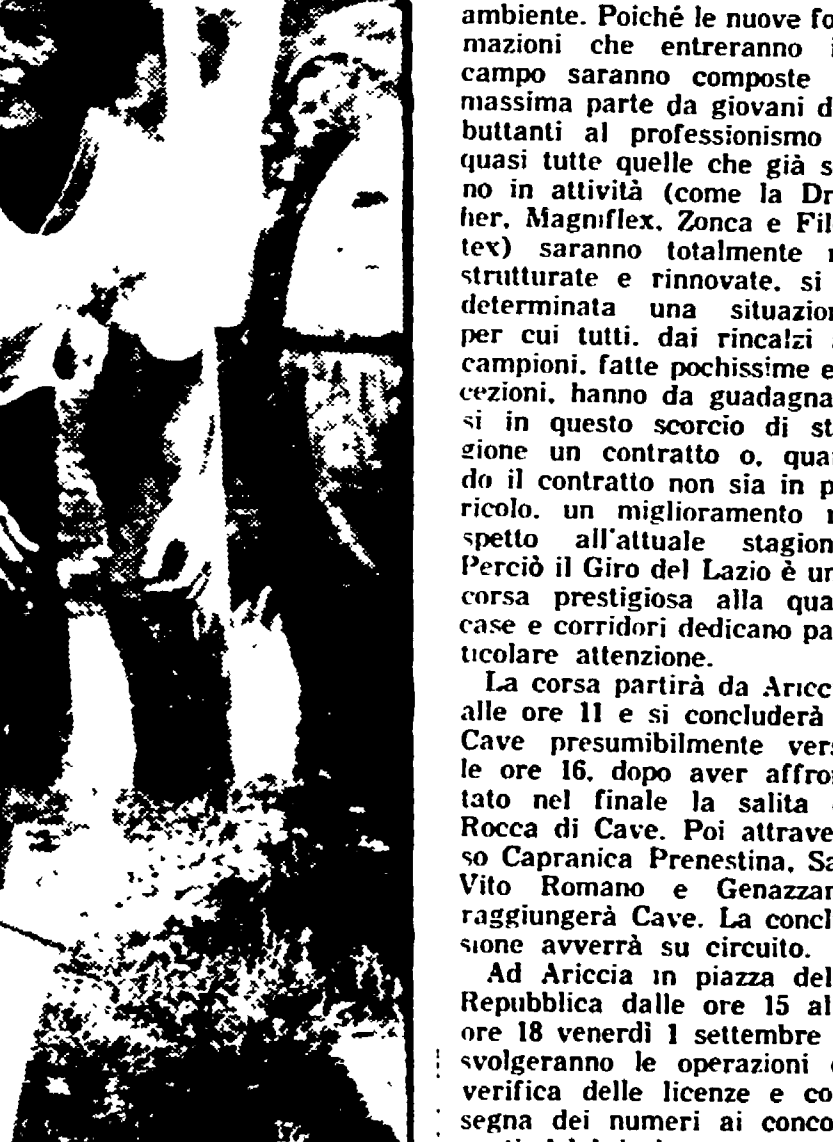 ambiente. Poiché le nuove fo
mazioni che entreranno i
campo saranno composte
massima parte da giovani d
buttanti al professionismo
quasi tutte quelle che già s
no in attività (come la Dr
her, Magniflex, Zonca e Fil
tex) saranno totalmente r
strutturate e rinnovate, si
determinata una situazion
per cui tutti, dai rincalzi a
campioni, fatte pochissime e
cezioni, hanno da guadagna
si in questo scorcio di st
gione un contratto o, qua
do il contratto non sia in p
ricolo, un miglioramento r
spetto all'attuale stagion
Perciò il Giro del Lazio è un
corsa prestigiosa alla qua
case e corridori dedicano pa
ticolare attenzione.
La corsa partirà da Aricc
alle ore 11 e si concluderà
Cave presumibilmente vers
le ore 16, dopo aver affron
tato nel finale la salita
Rocca di Cave. Poi attrave
so Capranica Prenestina, Sa
Vito Romano e Genazzan
raggiungerà Cave. La concl
sione avverrà su circuito.
Ad Ariccia in piazza del
Repubblica dalle ore 15 al
ore 18 venerdì 1 settembre
svolgeranno le operazioni
verifica delle licenze e co
segna dei numeri ai conco